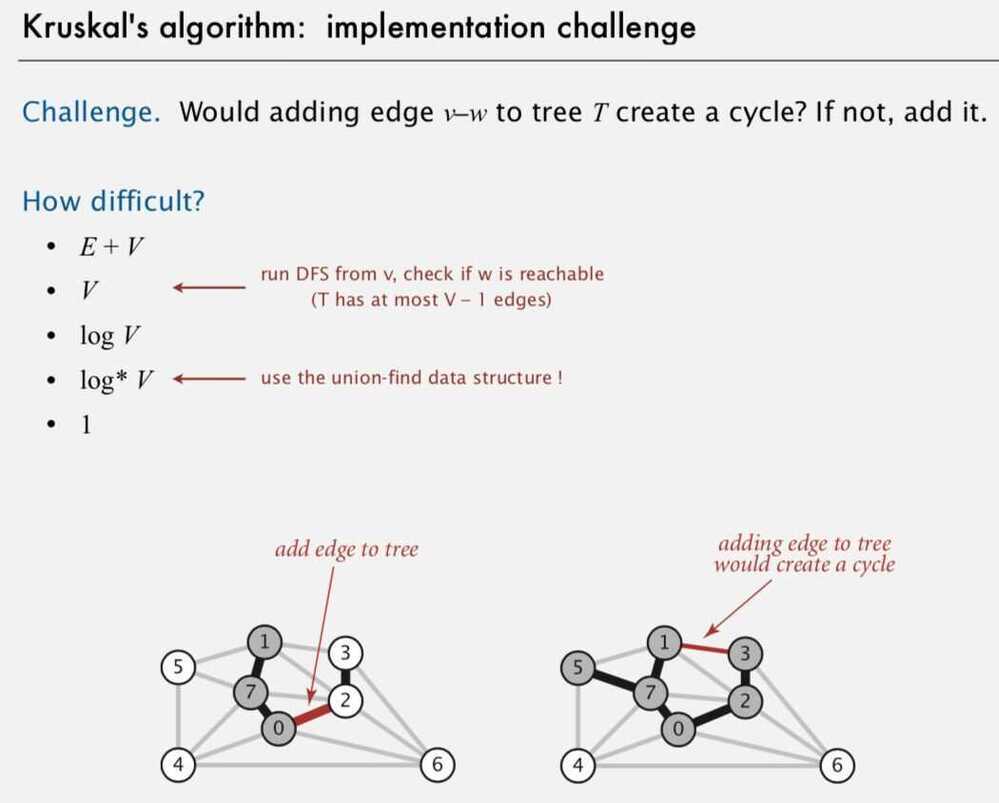 Kruskal's algorithm: implementation challenge
Challenge. Would adding edge v–w to tree T create a cycle? If not, add it.
How difficult?
• E + V
• V
run DFS from v, check if w is reachable
(T has at most V – 1 edges)
• log V
• log* V
use the union-find data structure !
• 1
add edge to tree
1
3
5
7
2
0
4
6
adding edge to tree
would create a cycle
1
3
5
7
2
0
4
6